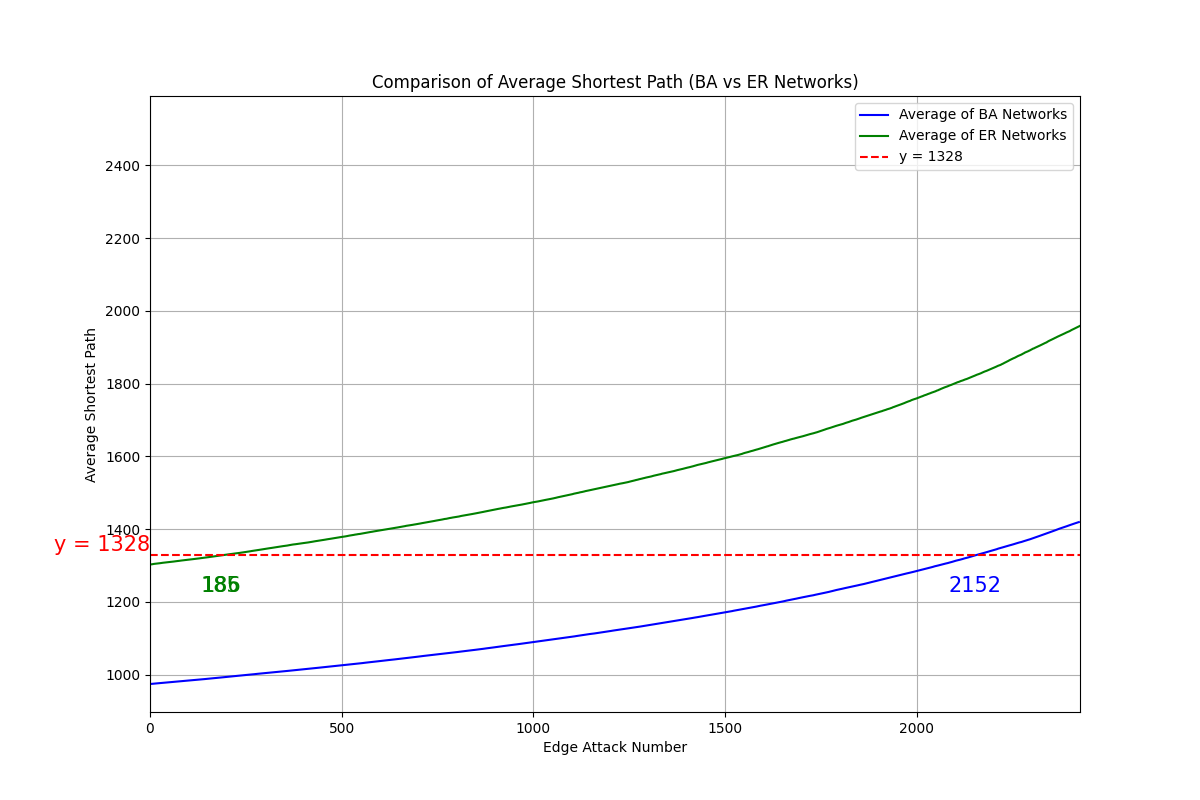 Comparison of Average Shortest Path (BA vs ER Networks)
Average of BA Networks
Average of ER Networks
y = 1328
2400
2200
2000
1800
1600
1400
1200
1000
Average Shortest Path
y = 1328
2152
0
500
1000
1500
2000
Edge Attack Number